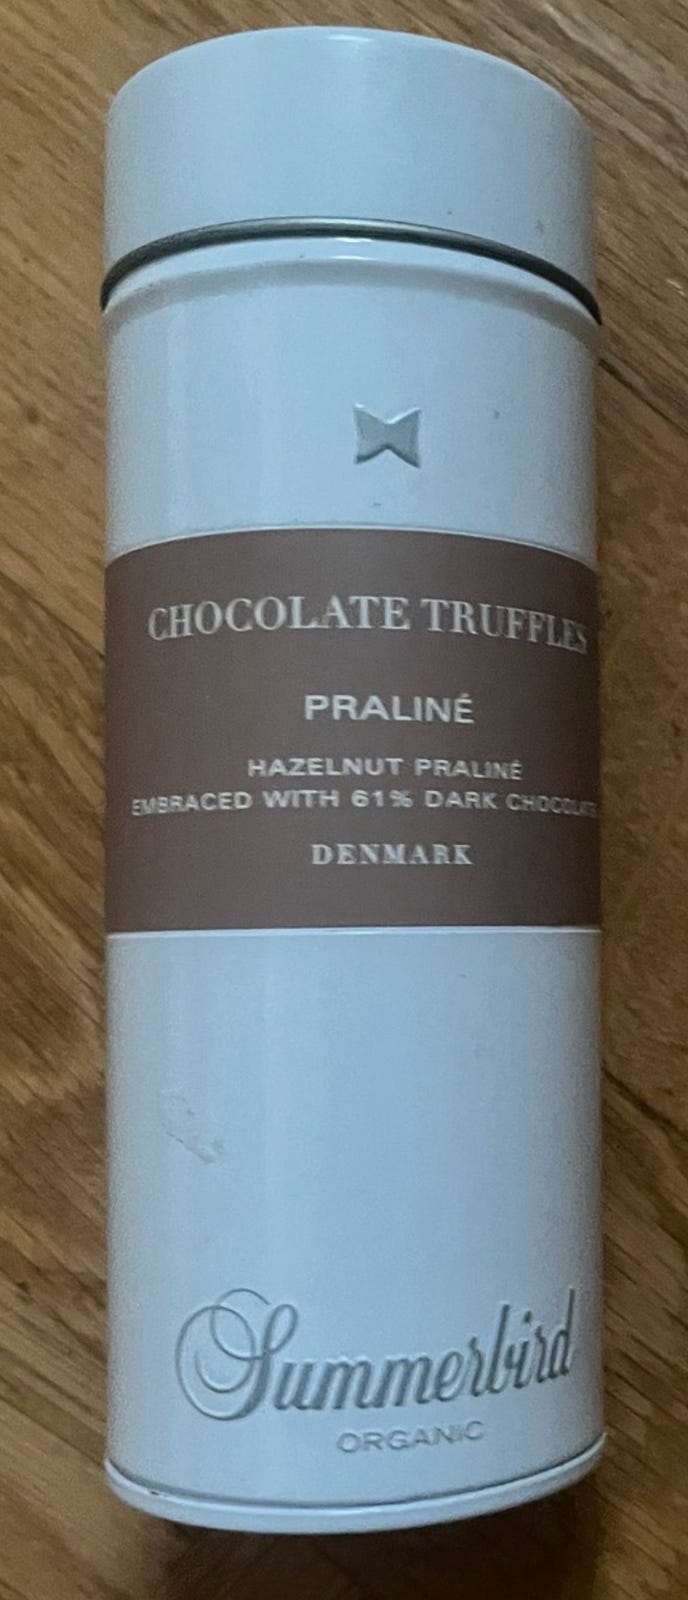 CHOCOLATE TRUFFLES
PRALINÉ
HAZELNUT PRALINÉ
EMBRACED WITH 61% DARK CHOCOLATE
DENMARK
Summerbird
ORGANIC